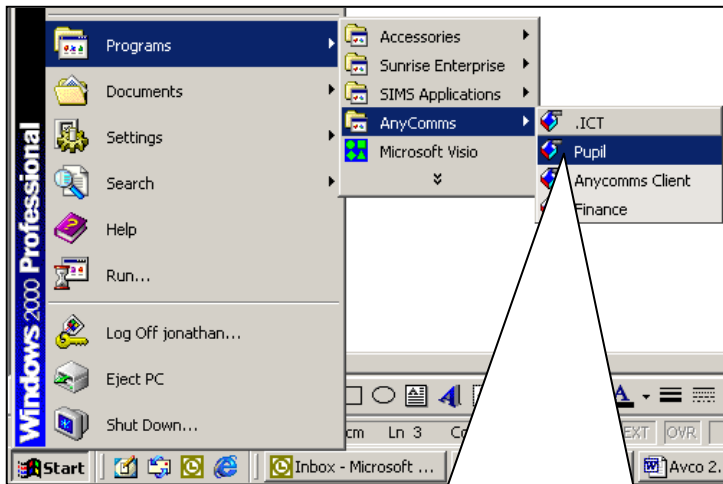 Windows 2000 Professional
Programs
Documents
Settings
Search
Help
Run...
Log Off jonathan...
Eject PC
Shut Down...
Accessories
Sunrise Enterprise
SIMS Applications
AnyComms
Microsoft Visio
.ICT
Pupil
Anycomms Client
Finance
cm Ln 3
EXT OVR
Start
Inbox - Microsoft ...
Avco 2.